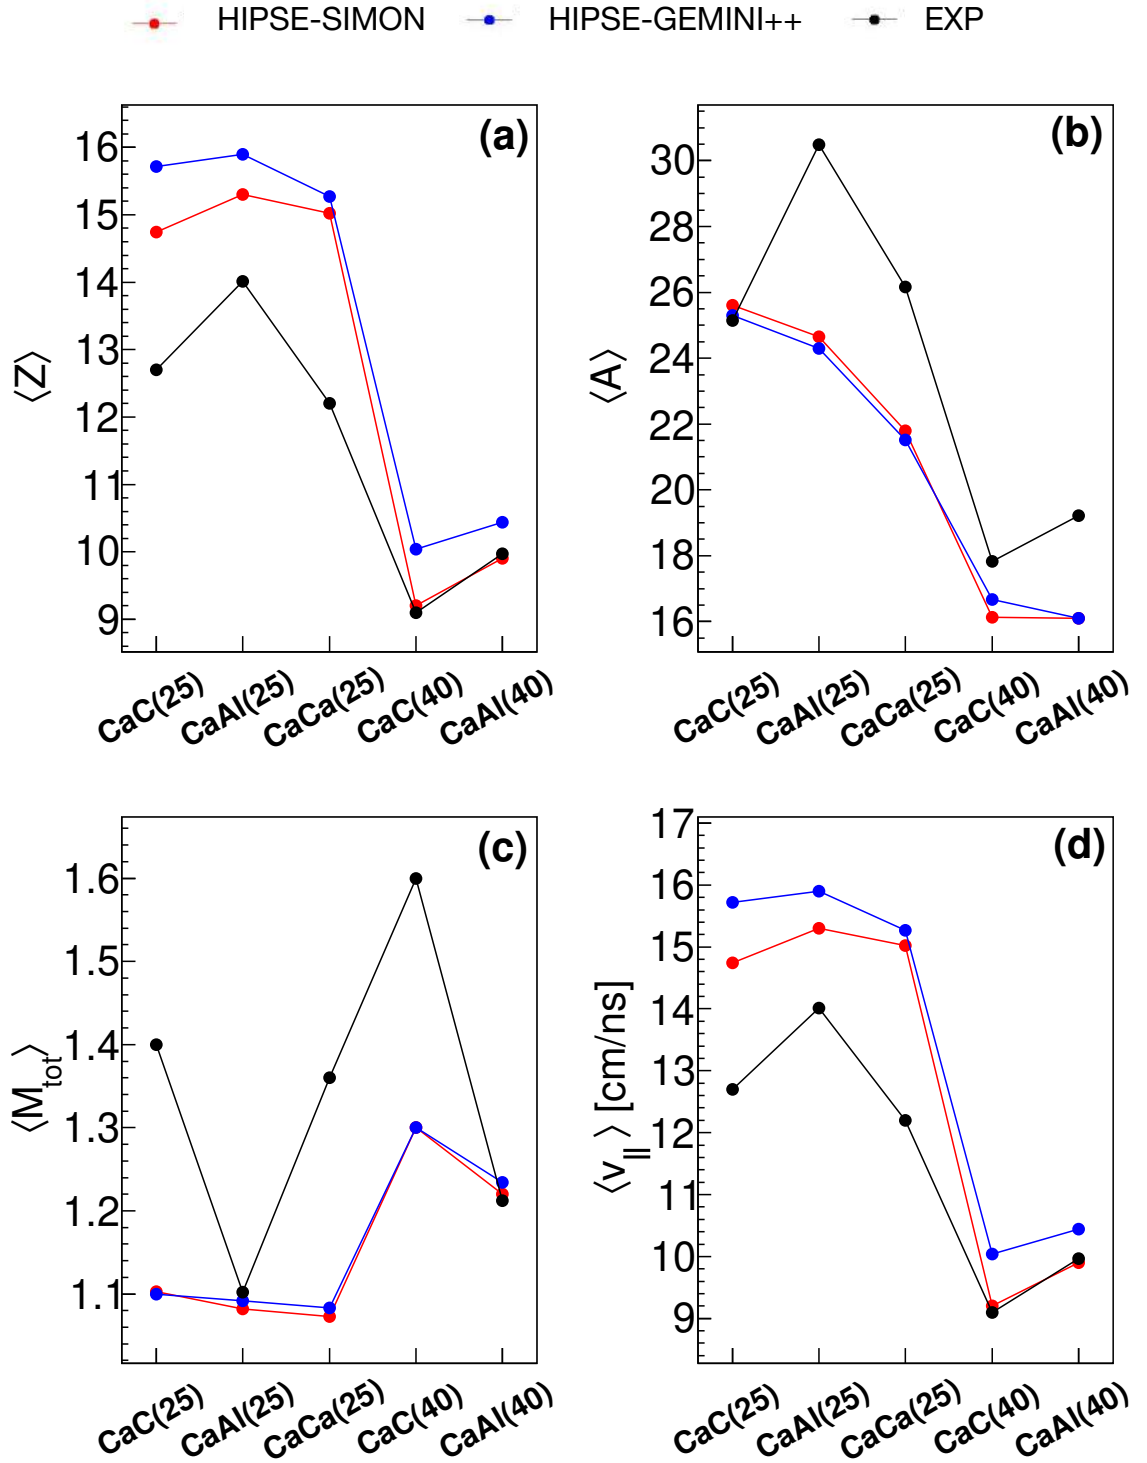 HIPSE-SIMON HIPSE-GEMINI++ EXP
(a)
⟨Z⟩
16
15
14
13
12
11
10
9
CaC(25) CaAl(25) CaCa(25) CaC(40) CaAl(40)
(b)
⟨A⟩
30
28
26
24
22
20
18
16
CaC(25) CaAl(25) CaCa(25) CaC(40) CaAl(40)
(c)
⟨M_tot⟩
1.6
1.5
1.4
1.3
1.2
1.1
CaC(25) CaAl(25) CaCa(25) CaC(40) CaAl(40)
(d)
⟨v_||⟩ [cm/ns]
17
16
15
14
13
12
11
10
9
CaC(25) CaAl(25) CaCa(25) CaC(40) CaAl(40)